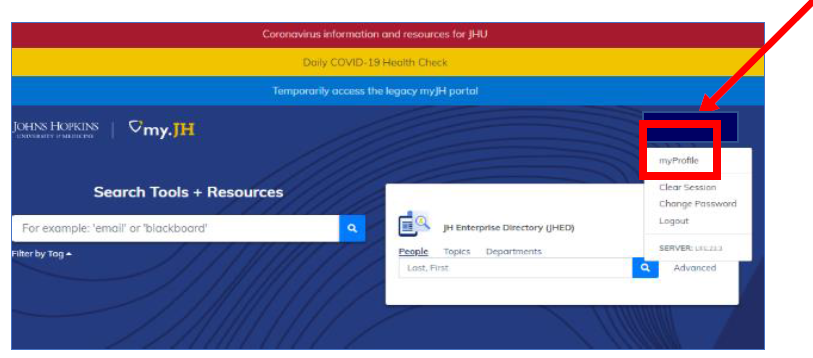 Coronavirus information and resources for JHU
Daily COVID-19 Health Check
Temporarily access the legacy myJH portal
JOHNS HOPKINS
UNIVERSITY & MEDICINE
my.JH
myProfile
Clear Session
Change Password
Logout
SERVER:
Search Tools + Resources
For example: 'email' or 'blackboard'
Filter by Tag
JH Enterprise Directory (JHED)
People Topics Departments
Last, First
Advanced